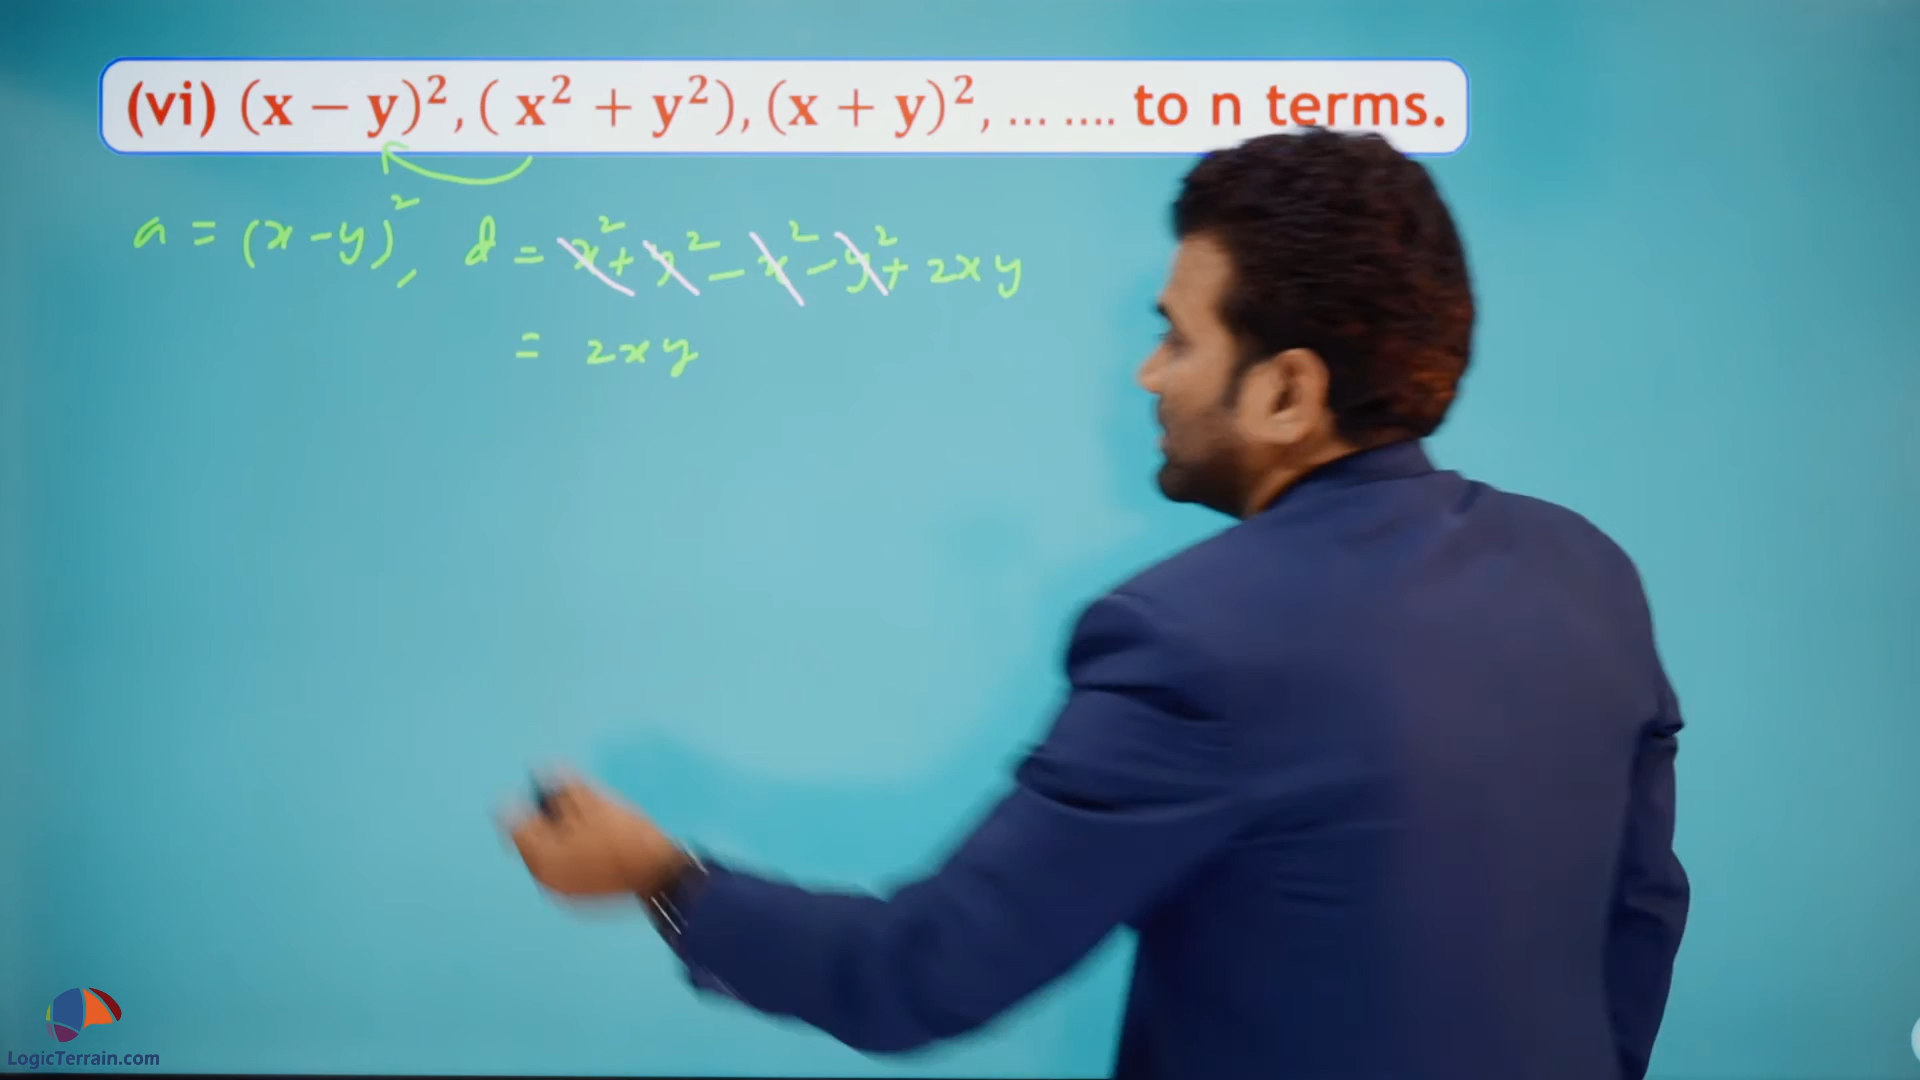 (vi) (x − y)², ( x² + y²), (x + y)², ... .... to n terms.
a = (x-y)², d = x²+ y² - x² - y²+ 2xy
= 2xy
LogicTerrain.com